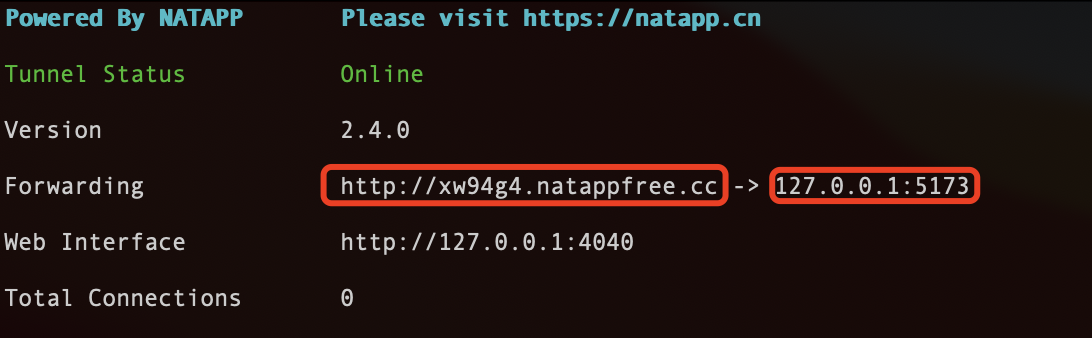 Powered By NATAPP Please visit https://natapp.cn
Tunnel Status Online
Version 2.4.0
Forwarding http://xw94g4.natappfree.cc -> 127.0.0.1:5173
Web Interface http://127.0.0.1:4040
Total Connections 0